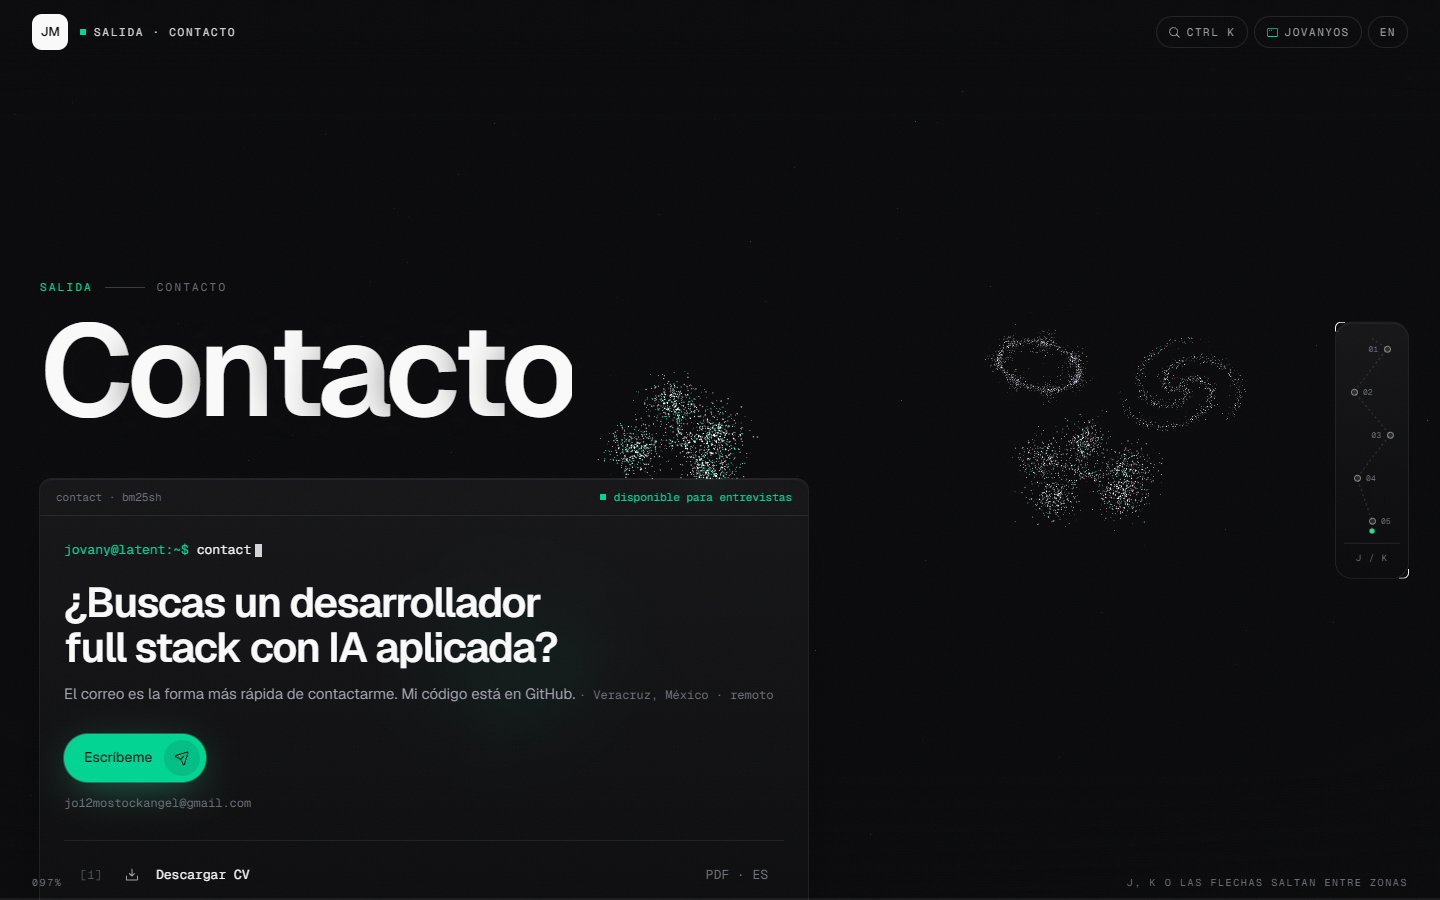 JM
SALIDA · CONTACTO
CTRL K
JOVANYOS
EN
SALIDA
CONTACTO
Contacto
01
02
03
04
05
J / K
contact · bm25sh
disponible para entrevistas
jovany@latent:~$ contact
¿Buscas un desarrollador
full stack con IA aplicada?
El correo es la forma más rápida de contactarme. Mi código está en GitHub. · Veracruz, México · remoto
Escríbeme
jo12mostockangel@gmail.com
[i] Descargar CV PDF · ES
097%
J, K O LAS FLECHAS SALTAN ENTRE ZONAS